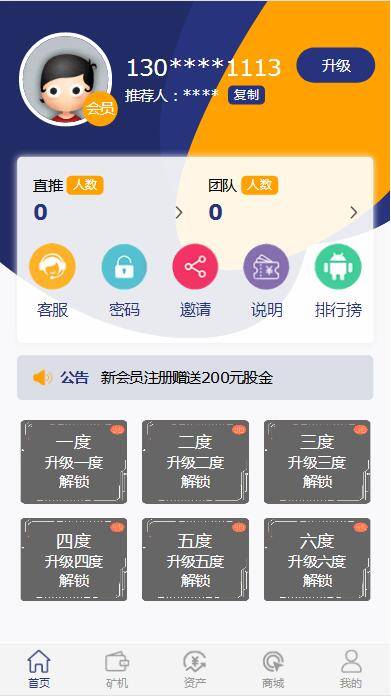 130****1113
升级
会员
推荐人：**** 复制
直推 人数
0
团队 人数
0
客服
密码
邀请
说明
排行榜
公告 新会员注册赠送200元股金
一度
升级一度
解锁
二度
升级二度
解锁
三度
升级三度
解锁
四度
升级四度
解锁
五度
升级五度
解锁
六度
升级六度
解锁
首页
矿机
资产
商城
我的